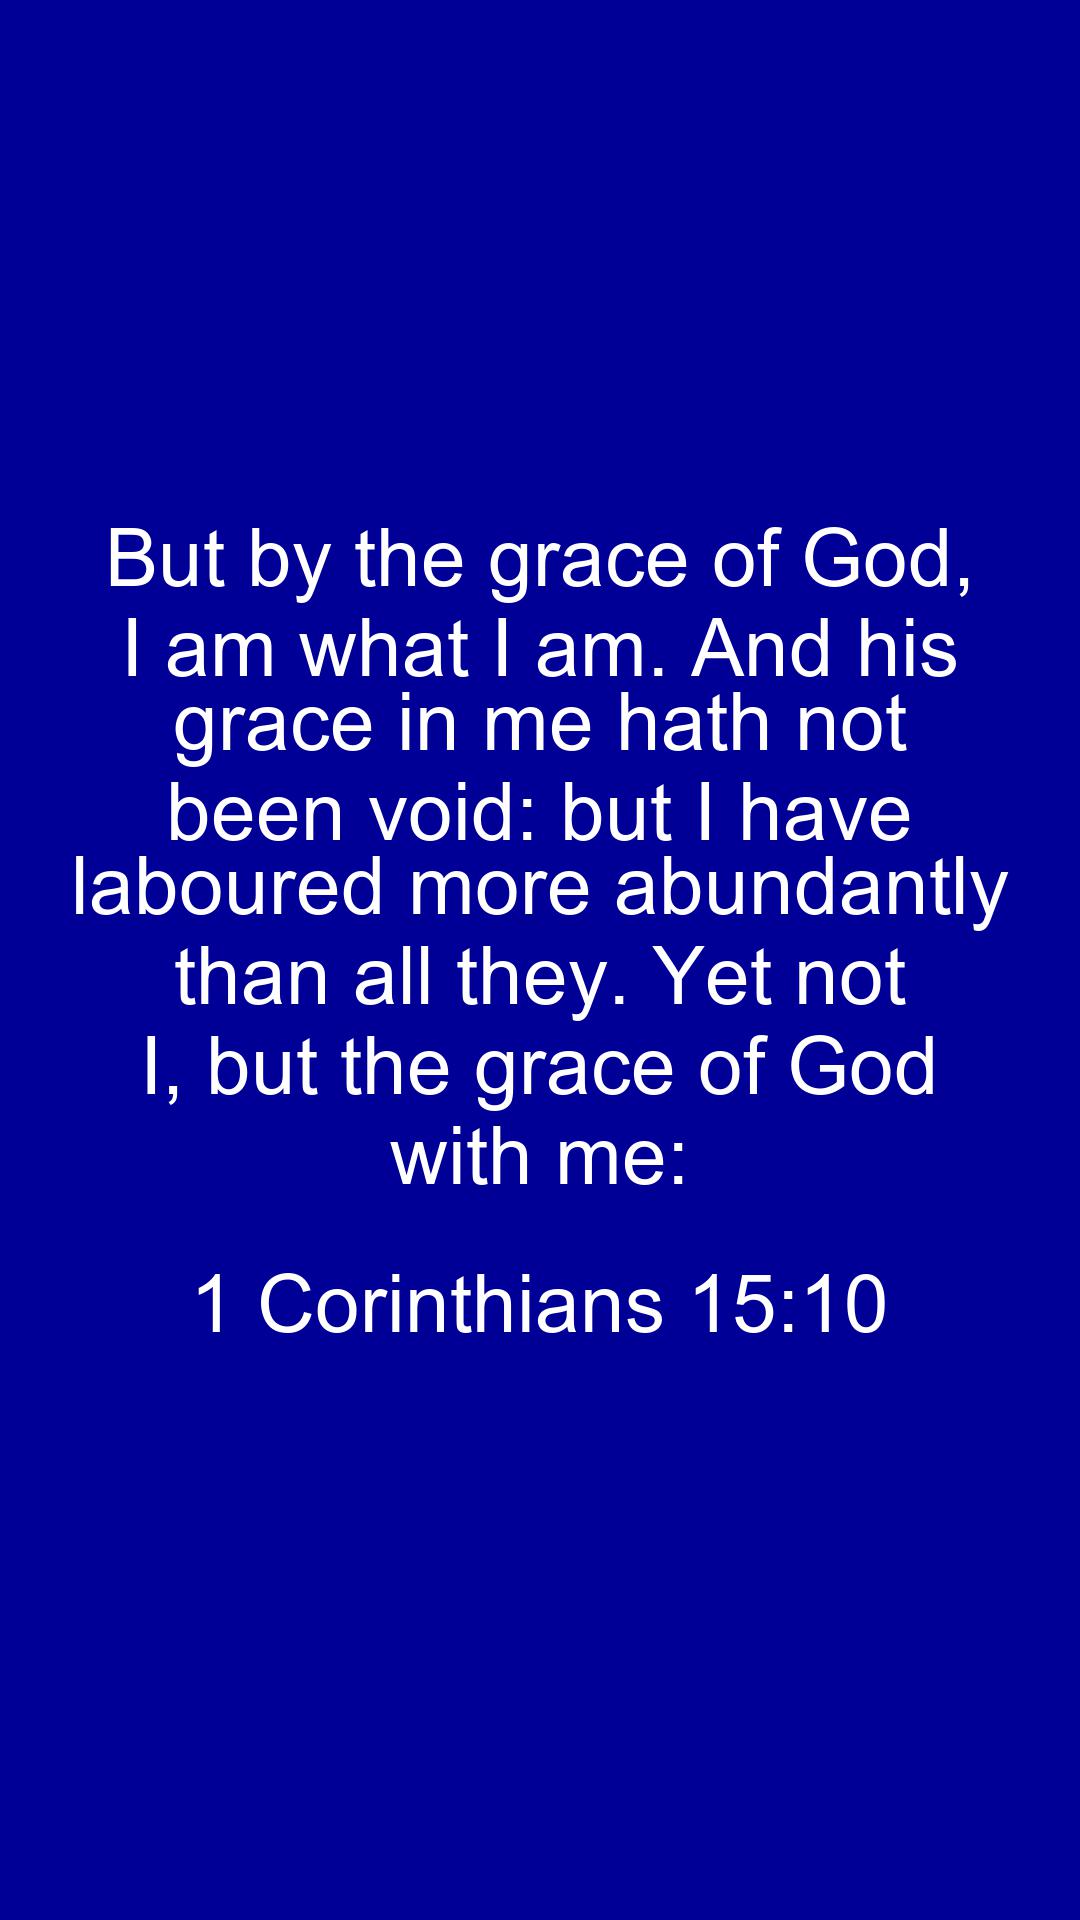 But by the grace of God,
I am what I am. And his
grace in me hath not
been void: but I have
laboured more abundantly
than all they. Yet not
I, but the grace of God
with me:
1 Corinthians 15:10